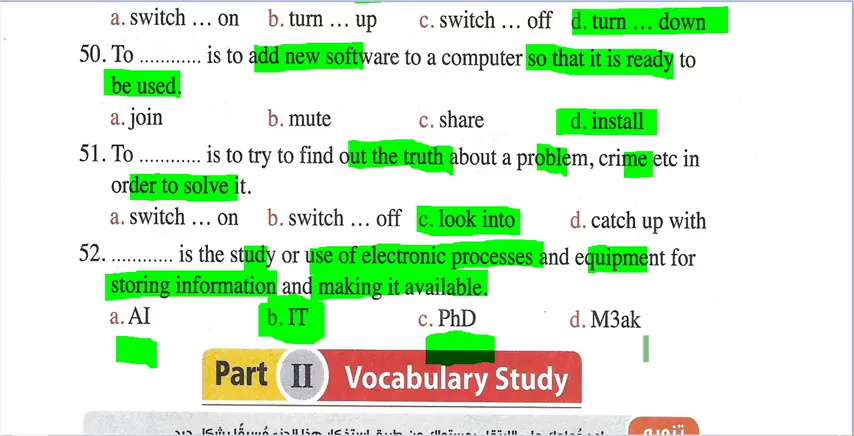 a. switch ... on b. turn ... up c. switch ... off d. turn ... down
50. To ............ is to add new software to a computer so that it is ready to
be used.
a. join b. mute c. share d. install
51. To ............ is to try to find out the truth about a problem, crime etc in
order to solve it.
a. switch ... on b. switch ... off c. look into d. catch up with
52. ............ is the study or use of electronic processes and equipment for
storing information and making it available.
a. AI b. IT c. PhD d. M3ak
Part II Vocabulary Study